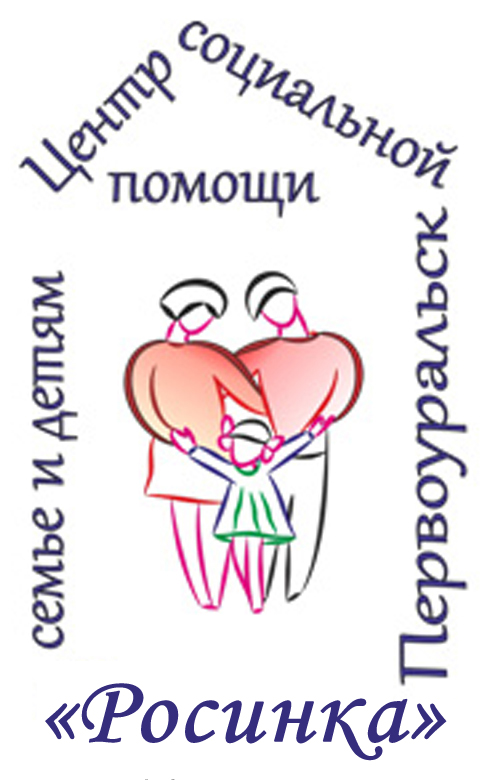 Центр социальной
помощи
семье и детям
Первоуральск
«Росинка»